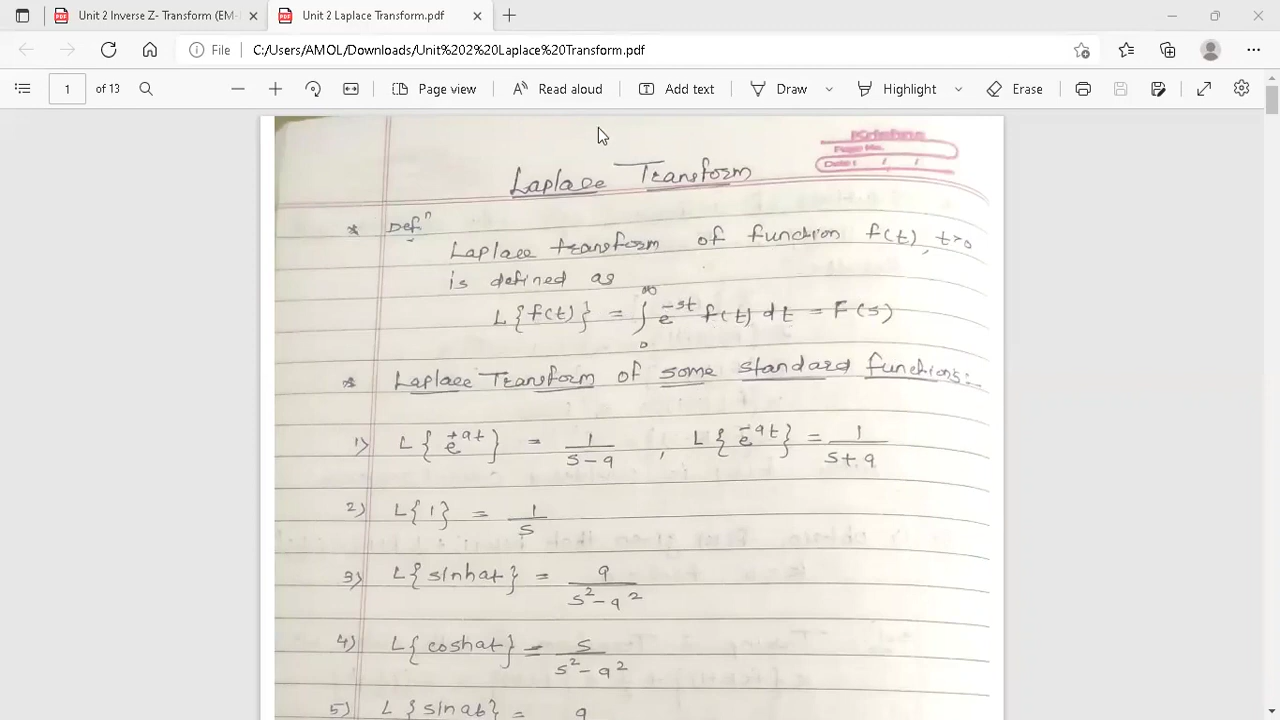 Unit 2 Inverse Z- Transform (EM-
Unit 2 Laplace Transform.pdf
File C:/Users/AMOL/Downloads/Unit%202%20Laplace%20Transform.pdf
1 of 13 Page view Read aloud Add text Draw Highlight Erase
Page No.
Date: / /
Laplace Transform
* Defⁿ
Laplace transform of function f(t), t>0
is defined as
L{f(t)} = ∫₀^∞ e^-st f(t) dt = F(s)
* Laplace Transform of some standard functions:-
1) L{e^+at} = 1/(s-a), L{e^-at} = 1/(s+a)
2) L{1} = 1/s
3) L{sinhat} = a/(s²-a²)
4) L{coshat} = s/(s²-a²)
5) L{sinat} = a